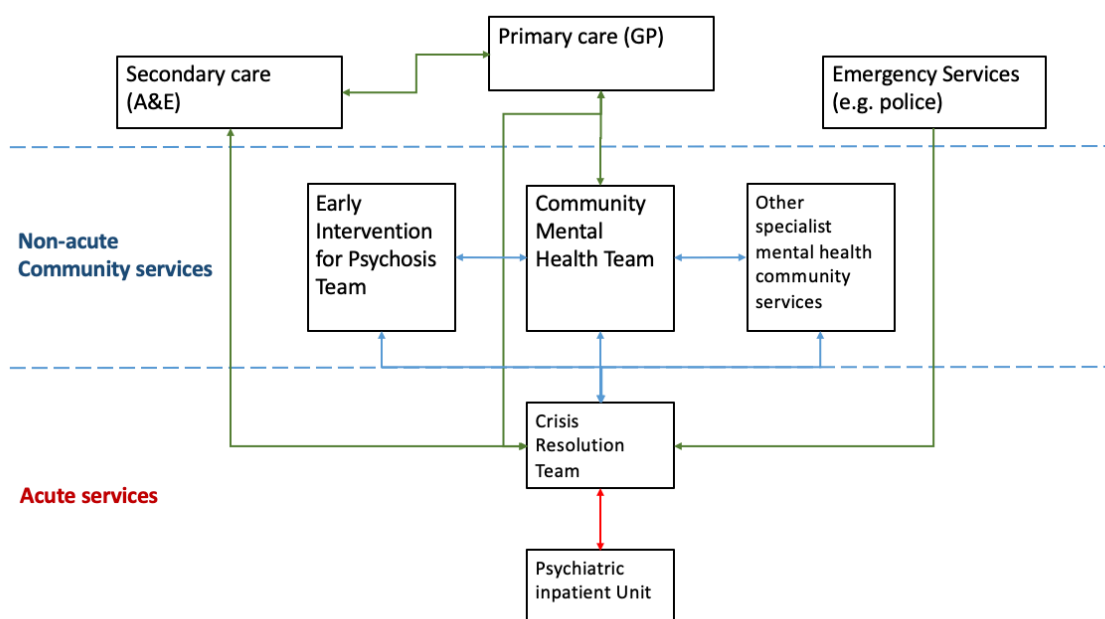 Primary care (GP)
Secondary care
(A&E)
Emergency Services
(e.g. police)
Non-acute
Community services
Early
Intervention
for Psychosis
Team
Community
Mental
Health Team
Other
specialist
mental health
community
services
Crisis
Resolution
Team
Acute services
Psychiatric
inpatient Unit